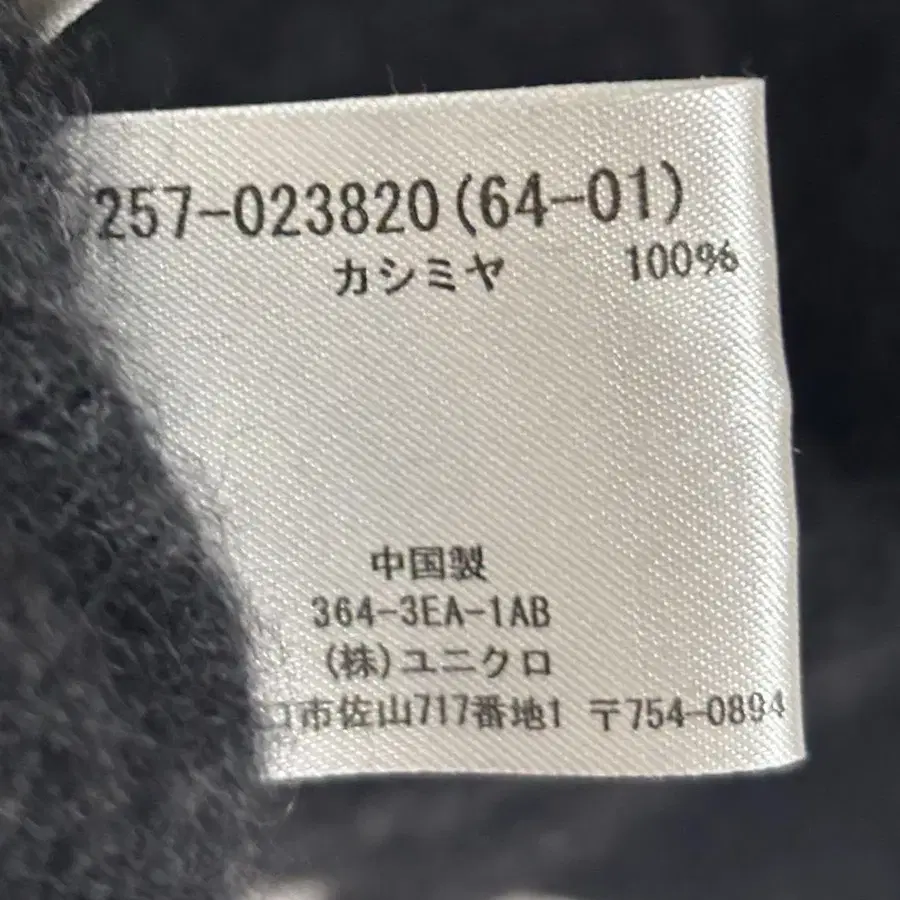 257-023820(64-01)
カシミヤ 100%
中国製
364-3EA-1AB
(株)ユニクロ
口市佐山717番地1 〒754-0894